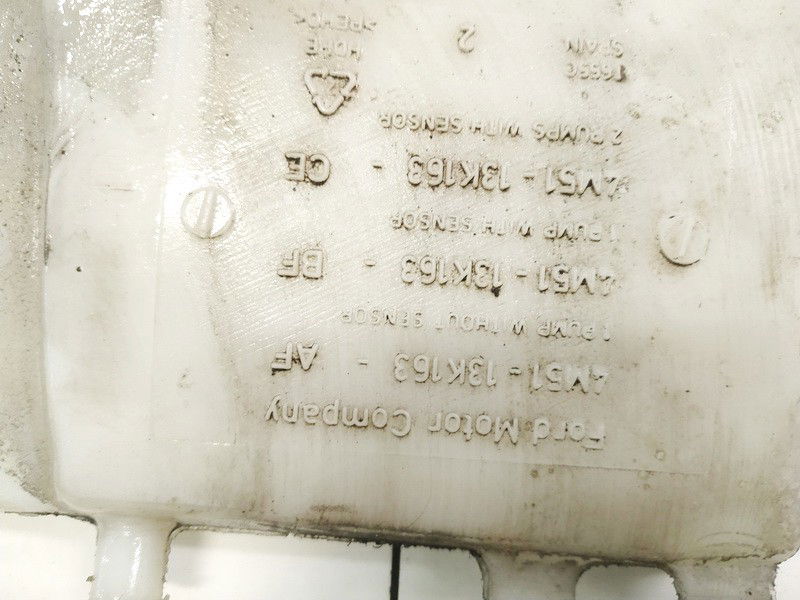 Ford Motor Company
4M51 - 13K163 - AF
1 PUMP WITHOUT SENSOR
4M51 - 13K163 - BF
1 PUMP WITH SENSOR
4M51 - 13K163 - CE
2 PUMPS WITH SENSOR
SPAIN 2 HDPE